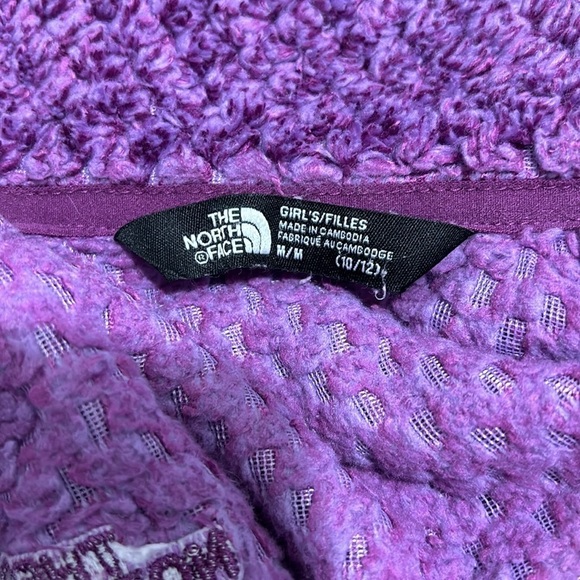 THE
NORTH
FACE
GIRL'S/FILLES
MADE IN CAMBODIA
FABRIQUÉ AU CAMBODGE
M/M (10/12)